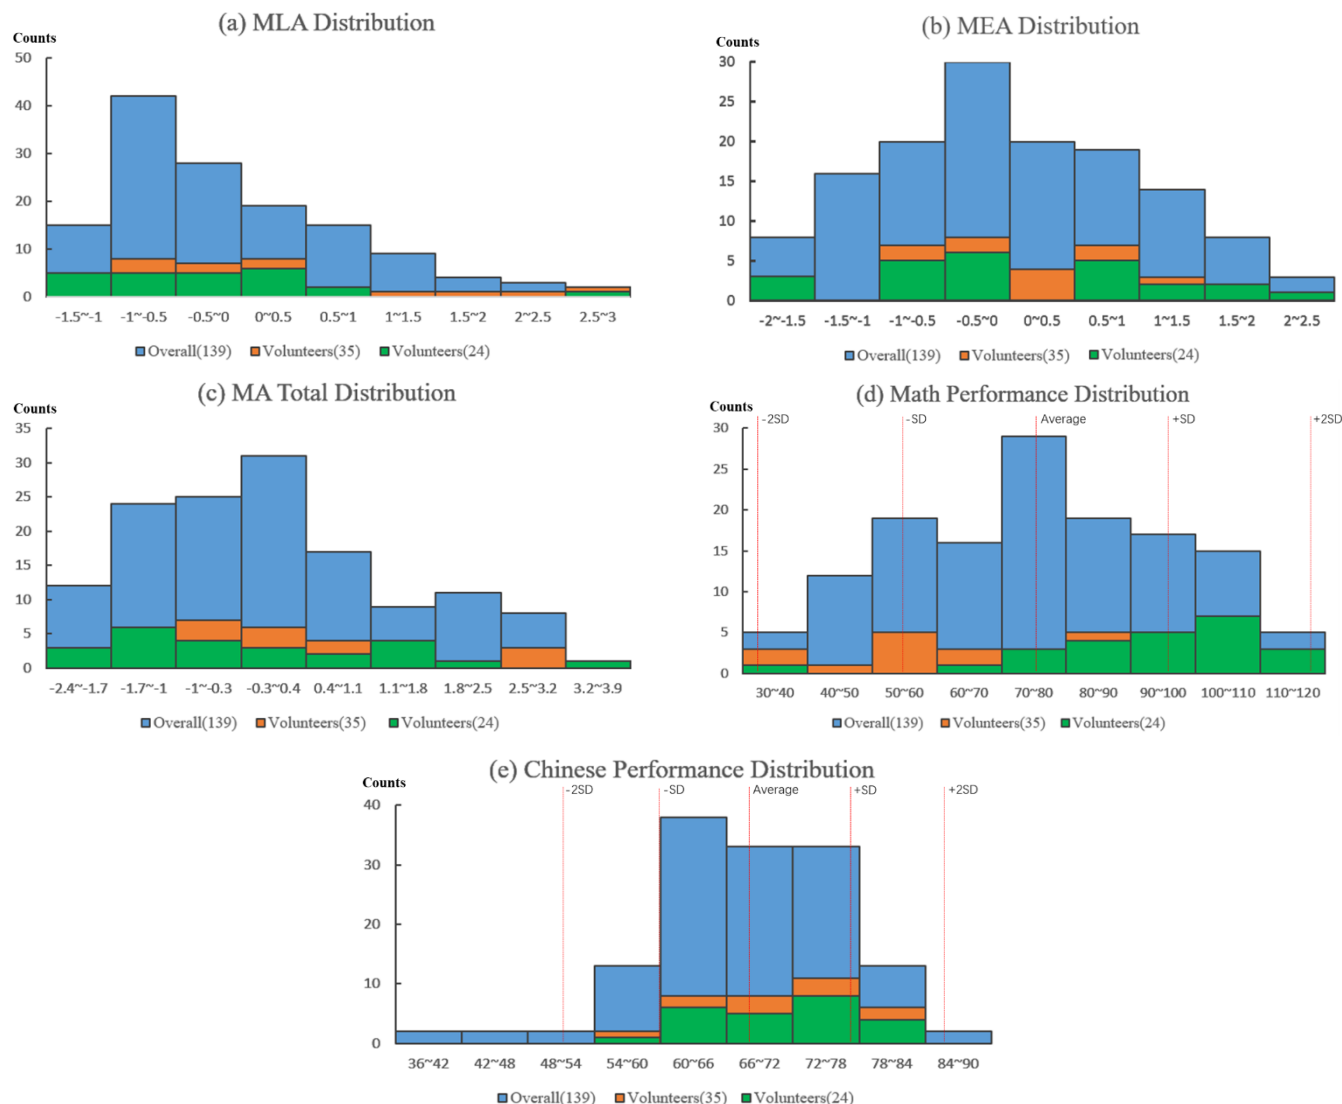 (a) MLA Distribution
Counts
50
40
30
20
10
0
-1.5~-1 -1~-0.5 -0.5~0 0~0.5 0.5~1 1~1.5 1.5~2 2~2.5 2.5~3
Overall(139) Volunteers(35) Volunteers(24)
(b) MEA Distribution
Counts
30
25
20
15
10
5
0
-2~-1.5 -1.5~-1 -1~-0.5 -0.5~0 0~0.5 0.5~1 1~1.5 1.5~2 2~2.5
Overall(139) Volunteers(35) Volunteers(24)
(c) MA Total Distribution
Counts
35
30
25
20
15
10
5
0
-2.4~-1.7 -1.7~-1 -1~-0.3 -0.3~0.4 0.4~1.1 1.1~1.8 1.8~2.5 2.5~3.2 3.2~3.9
Overall(139) Volunteers(35) Volunteers(24)
(d) Math Performance Distribution
Counts
-2SD -SD Average +SD +2SD
30
25
20
15
10
5
0
30~40 40~50 50~60 60~70 70~80 80~90 90~100 100~110 110~120
Overall(139) Volunteers(35) Volunteers(24)
(e) Chinese Performance Distribution
Counts
-2SD -SD Average +SD +2SD
40
30
20
10
0
36~42 42~48 48~54 54~60 60~66 66~72 72~78 78~84 84~90
Overall(139) Volunteers(35) Volunteers(24)